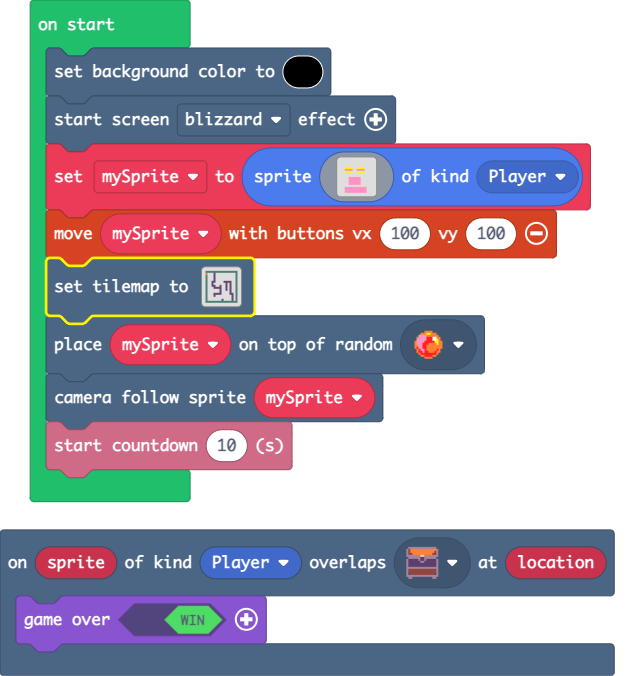 on start
set background color to
start screen blizzard effect
set mySprite to sprite of kind Player
move mySprite with buttons vx 100 vy 100
set tilemap to
place mySprite on top of random
camera follow sprite mySprite
start countdown 10 (s)
on sprite of kind Player overlaps at location
game over WIN